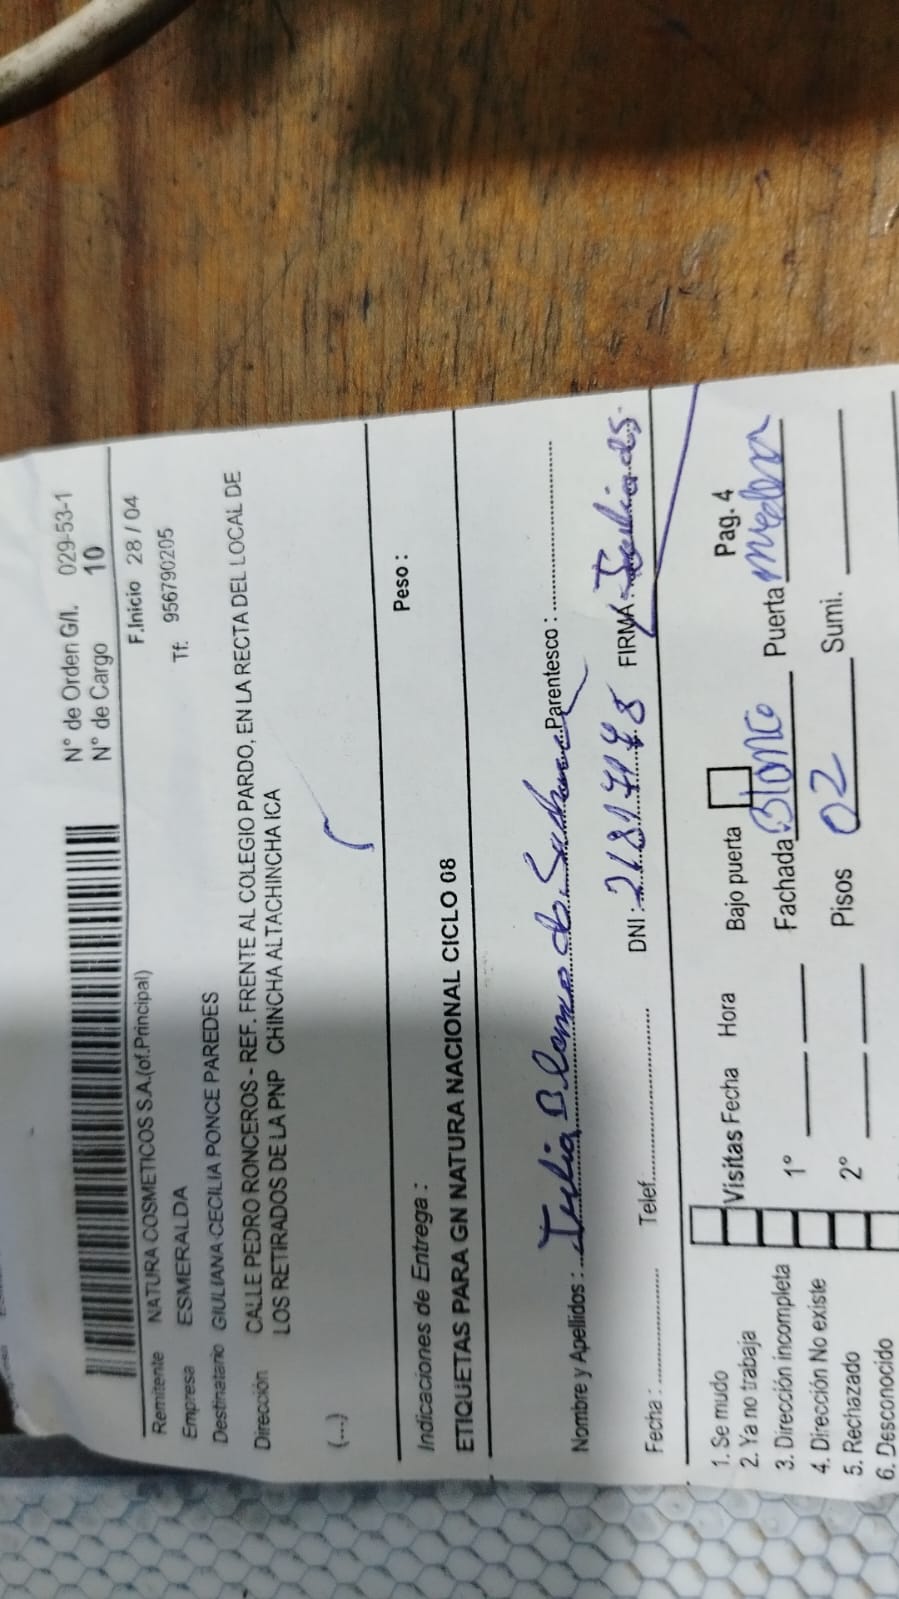 N° de Orden G/I. 029-53-1
N° de Cargo 10
Remitente NATURA COSMETICOS S.A.(of.Principal) F.Inicio 28 / 04
Empresa ESMERALDA Tf: 956790205
Destinatario GIULIANA CECILIA PONCE PAREDES
Dirección CALLE PEDRO RONCEROS - REF. FRENTE AL COLEGIO PARDO, EN LA RECTA DEL LOCAL DE
LOS RETIRADOS DE LA PNP CHINCHA ALTACHINCHA ICA
(...)
Indicaciones de Entrega : Peso :
ETIQUETAS PARA GN NATURA NACIONAL CICLO 08
Nombre y Apellidos : Julia Blanco de Parentesco :
Fecha : Telef. DNI : FIRMA :
1. Se mudo Pag. 4
2. Ya no trabaja Visitas Fecha Hora Bajo puerta
3. Dirección incompleta 1° Fachada Blanco Puerta madera
4. Dirección No existe
5. Rechazado 2° Pisos 02 Sumi.
6. Desconocido